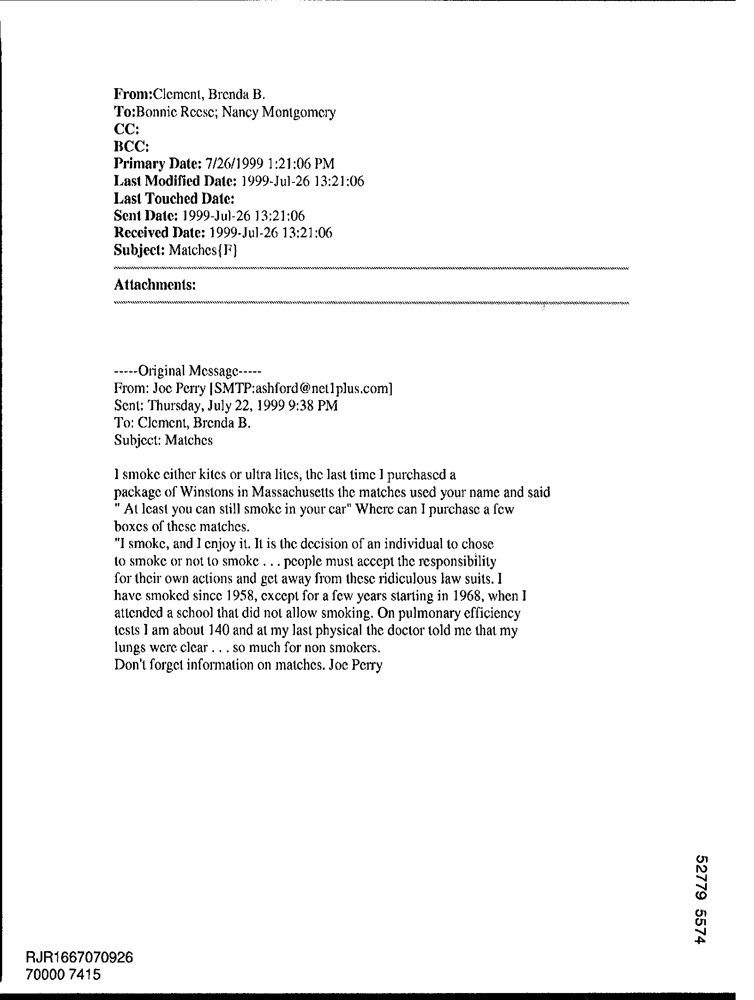 From:Clement, Brenda B.
To:Bonnie Reese; Nancy Montgomery
CC:
BCC:
Primary Date: 7/26/1999 1:21:06 PM
Last Modified Date: 1999-Jul-26 13:21:06
Last Touched Date:
Sent Date: 1999-Jul-26 13:21:06
Received Date: 1999-Jul-26 13:21:06
Subject: Matches{F}
Attachments:
-----Original Message-----
From: Joe Perry [SMTP:ashford@net1plus.com]
Sent: Thursday, July 22, 1999 9:38 PM
To: Clement, Brenda B.
Subject: Matches
I smoke either kites or ultra lites, the last time I purchased a
package of Winstons in Massachusetts the matches used your name and said
" At least you can still smoke in your car" Where can I purchase a few
boxes of these matches.
"I smoke, and I enjoy it. It is the decision of an individual to chose
to smoke or not to smoke . . . people must accept the responsibility
for their own actions and get away from these ridiculous law suits. I
have smoked since 1958, except for a few years starting in 1968, when I
attended a school that did not allow smoking. On pulmonary efficiency
tests I am about 140 and at my last physical the doctor told me that my
lungs were clear . . . so much for non smokers.
Don't forget information on matches. Joe Perry
52779 5574
RJR1667070926
70000 7415